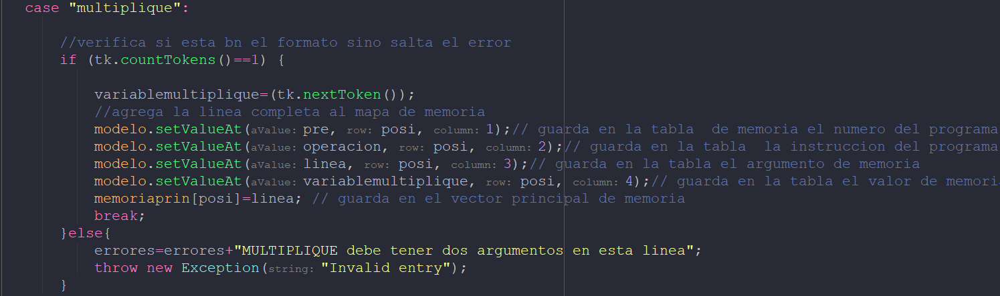 case "multiplique":
//verifica si esta bn el formato sino salta el error
if (tk.countTokens()==1) {
variablemultiplique=(tk.nextToken());
//agrega la linea completa al mapa de memoria
modelo.setValueAt(aValue: pre, row: posi, column: 1);// guarda en la tabla  de memoria el numero del programa
modelo.setValueAt(aValue: operacion, row: posi, column: 2);// guarda en la tabla  la instruccion del programa
modelo.setValueAt(aValue: linea, row: posi, column: 3);// guarda en la tabla el argumento de memoria
modelo.setValueAt(aValue: variablemultiplique, row: posi, column: 4);// guarda en la tabla el valor de memori
memoriaprin[posi]=linea; // guarda en el vector principal de memoria
break;
}else{
errores=errores+"MULTIPLIQUE debe tener dos argumentos en esta linea";
throw new Exception(string: "Invalid entry");
}